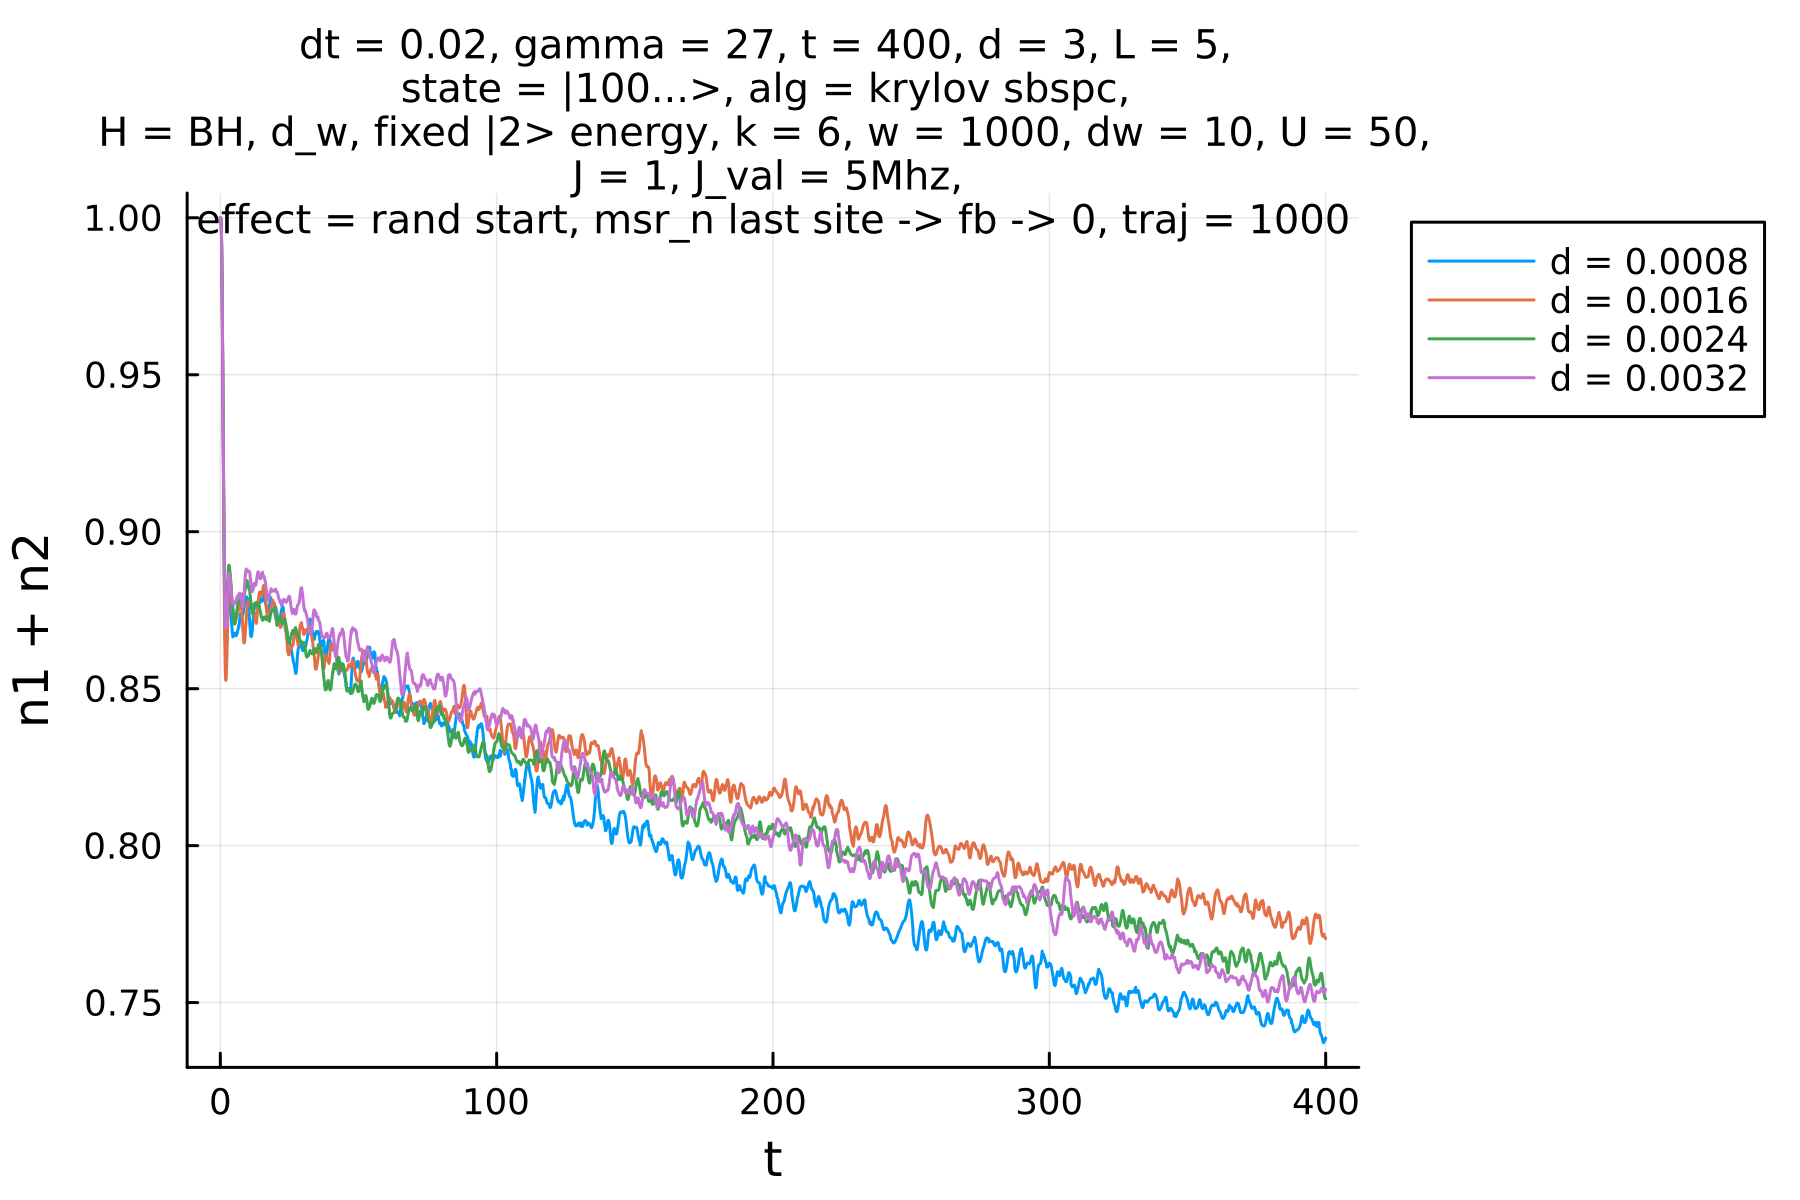 dt = 0.02, gamma = 27, t = 400, d = 3, L = 5,
state = |100...>, alg = krylov sbspc,
H = BH, d_w, fixed |2> energy, k = 6, w = 1000, dw = 10, U = 50,
J = 1, J_val = 5Mhz,
effect = rand start, msr_n last site -> fb -> 0, traj = 1000
n1 + n2
1.00
0.95
0.90
0.85
0.80
0.75
0
100
200
300
400
t
d = 0.0008
d = 0.0016
d = 0.0024
d = 0.0032